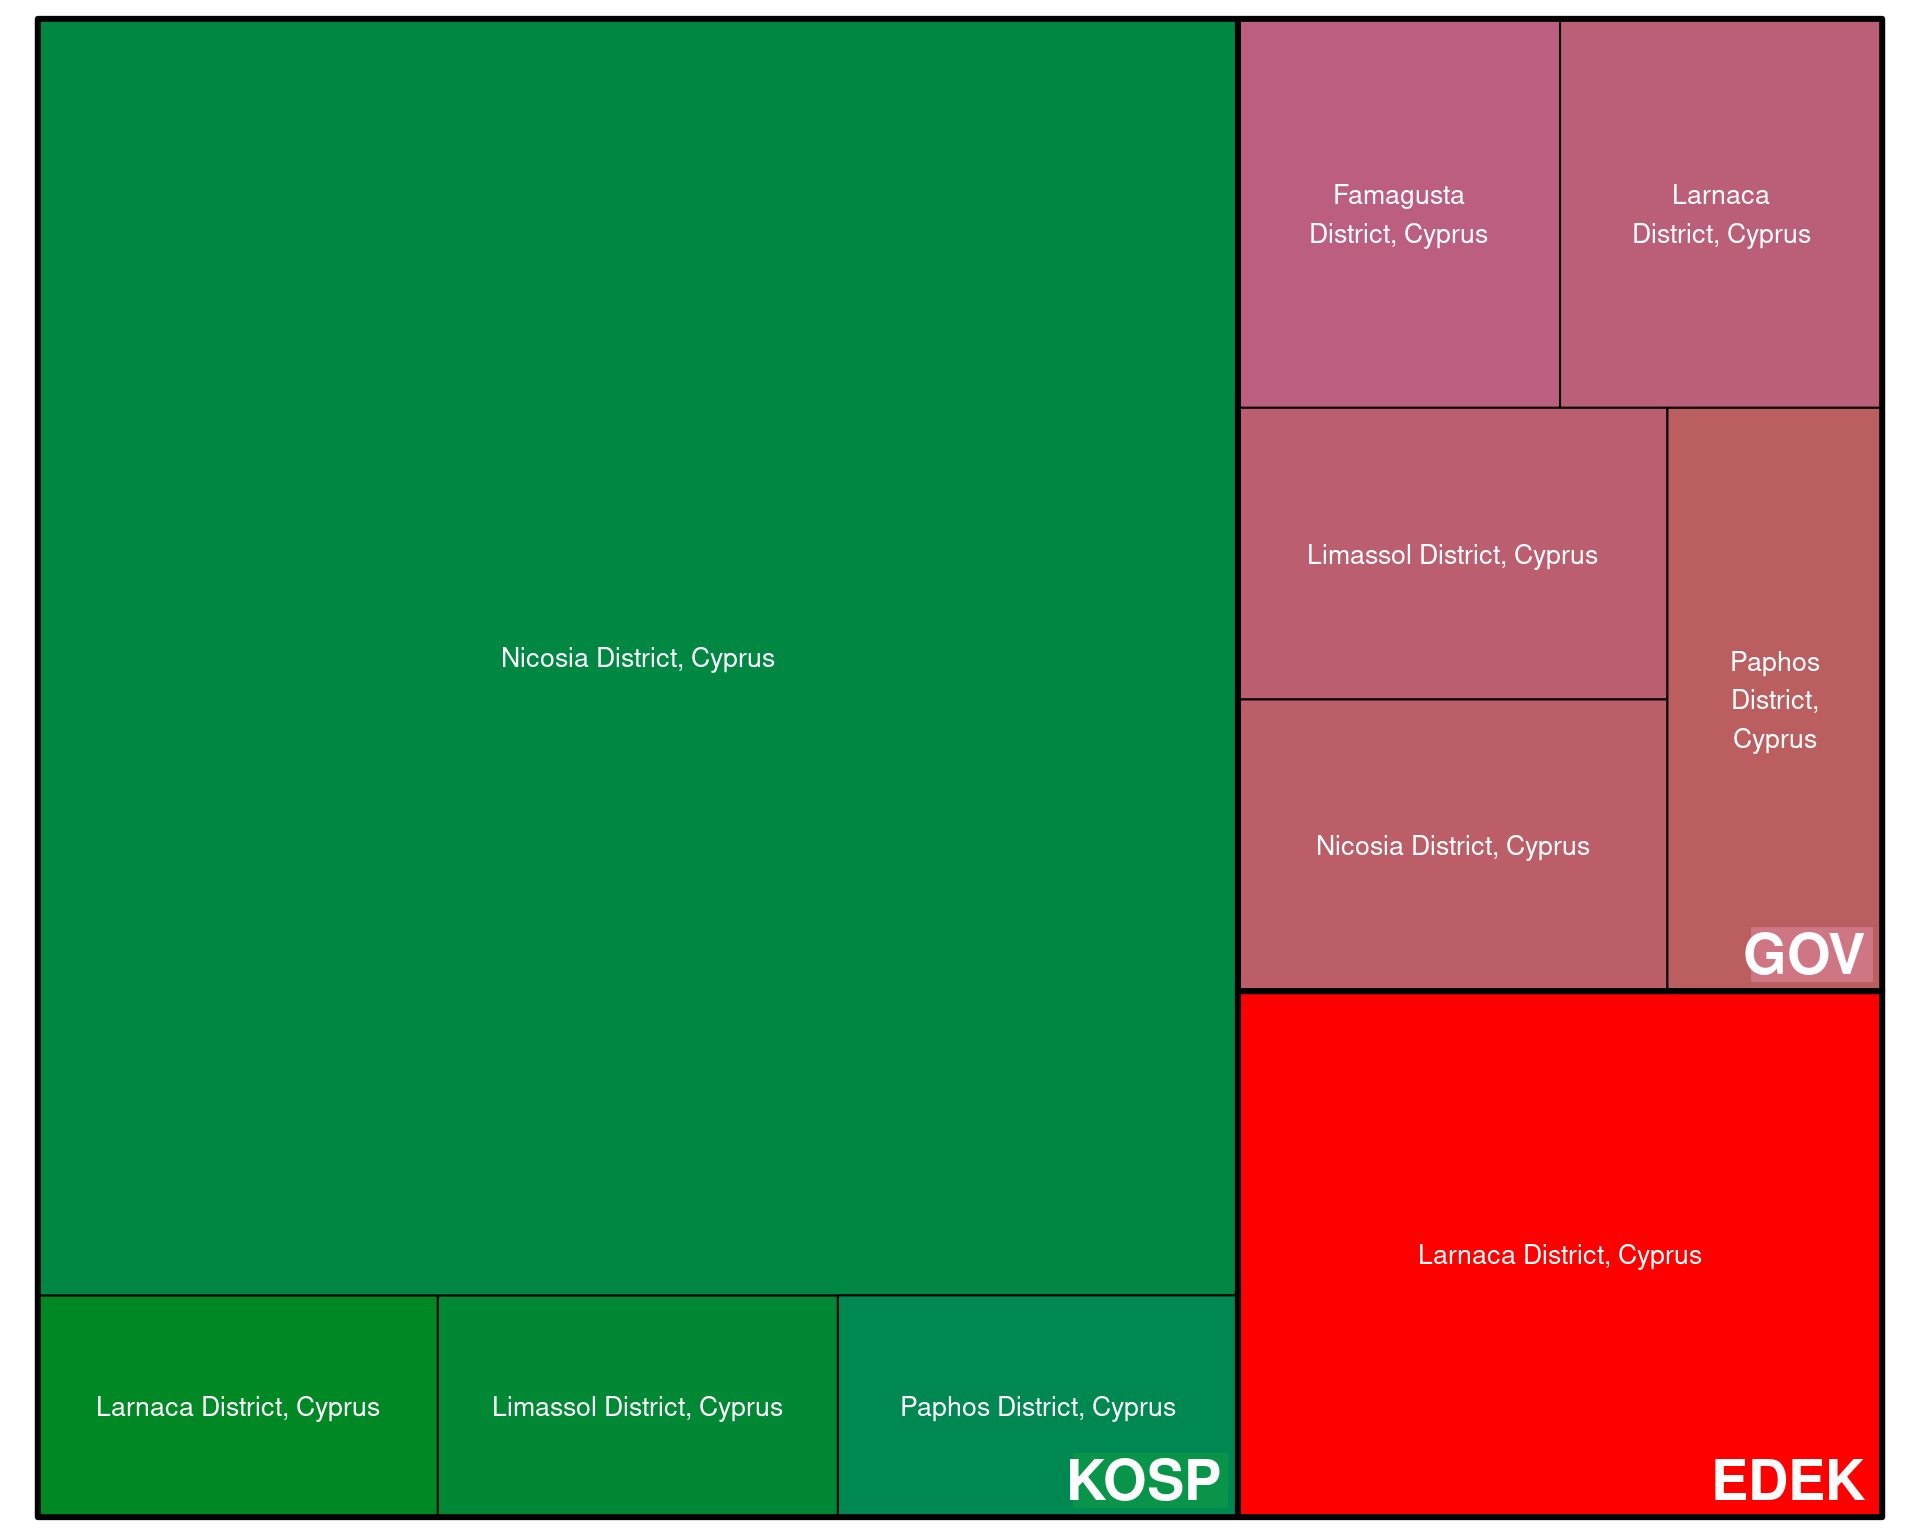 Nicosia District, Cyprus
Larnaca District, Cyprus
Limassol District, Cyprus
Paphos District, Cyprus
KOSP
Famagusta
District, Cyprus
Larnaca
District, Cyprus
Limassol District, Cyprus
Nicosia District, Cyprus
Paphos
District,
Cyprus
GOV
Larnaca District, Cyprus
EDEK